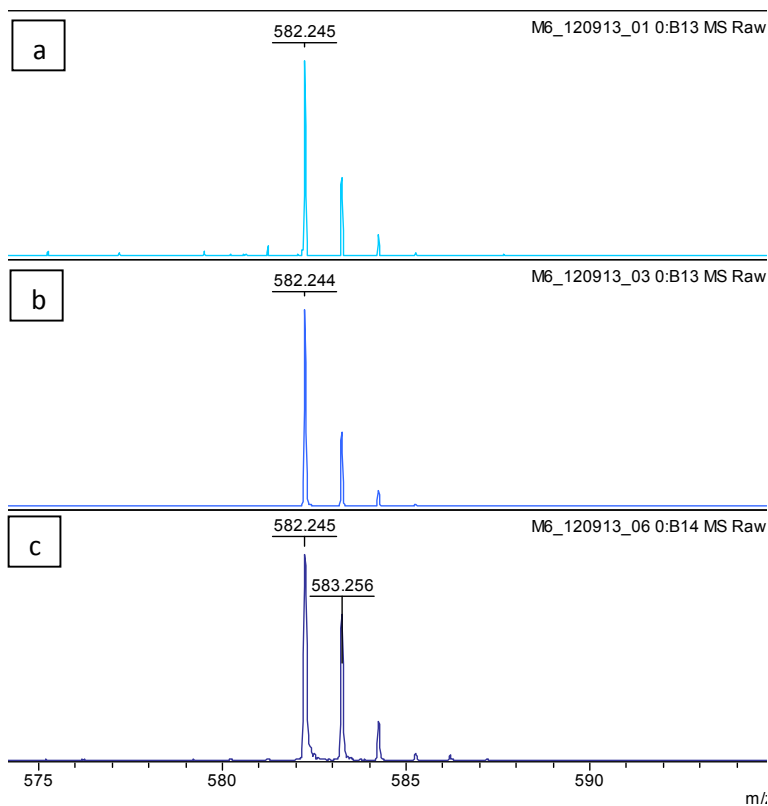 a
582.245
M6_120913_01 0:B13 MS Raw
b
582.244
M6_120913_03 0:B13 MS Raw
c
582.245
583.256
M6_120913_06 0:B14 MS Raw
575 580 585 590
m/z